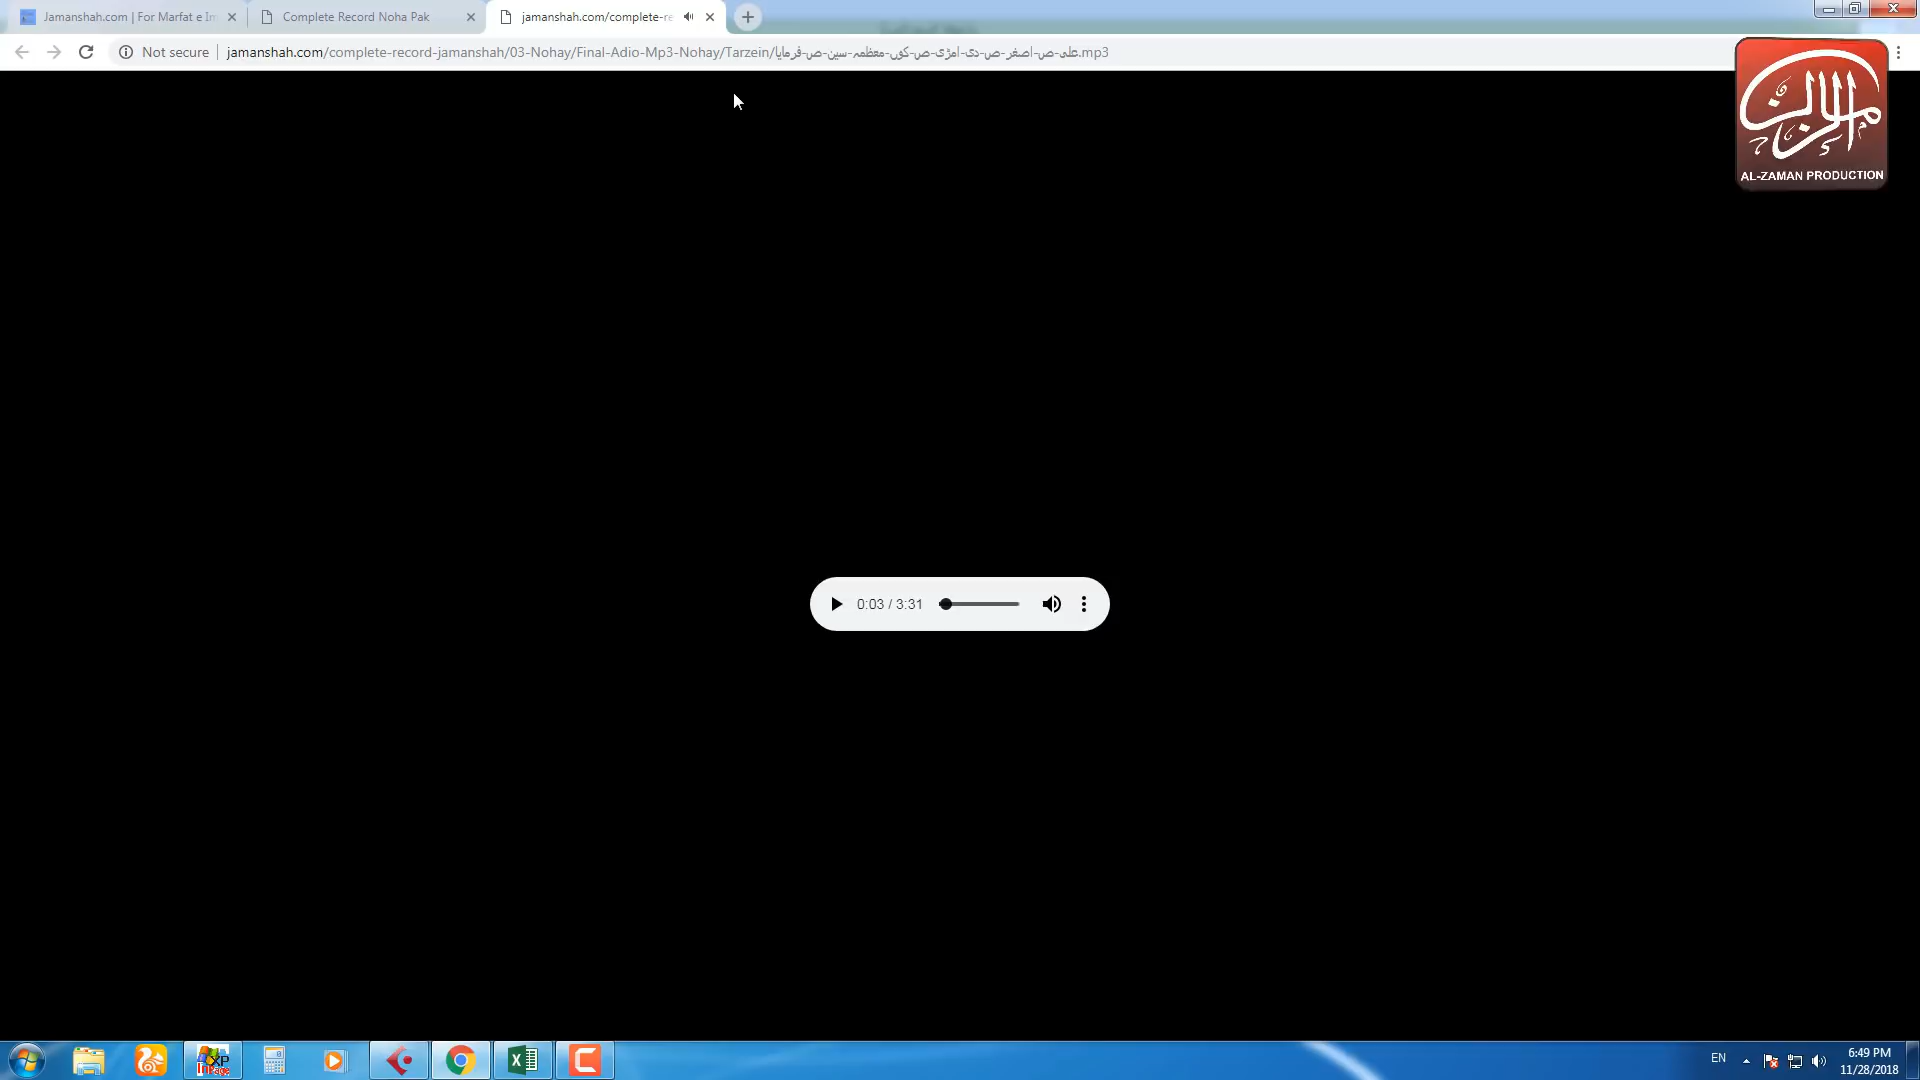 Jamanshah.com | For Marfat e Im
Complete Record Noha Pak
jamanshah.com/complete-re
Not secure
jamanshah.com/complete-record-jamanshah/03-Nohay/Final-Adio-Mp3-Nohay/Tarzein/علی-ص-اصغر-ص-دی-امڑی-ص-کوں-معظمہ-سین-ص-فرمایا.mp3
AL-ZAMAN PRODUCTION
0:03 / 3:31
EN
6:49 PM
11/28/2018